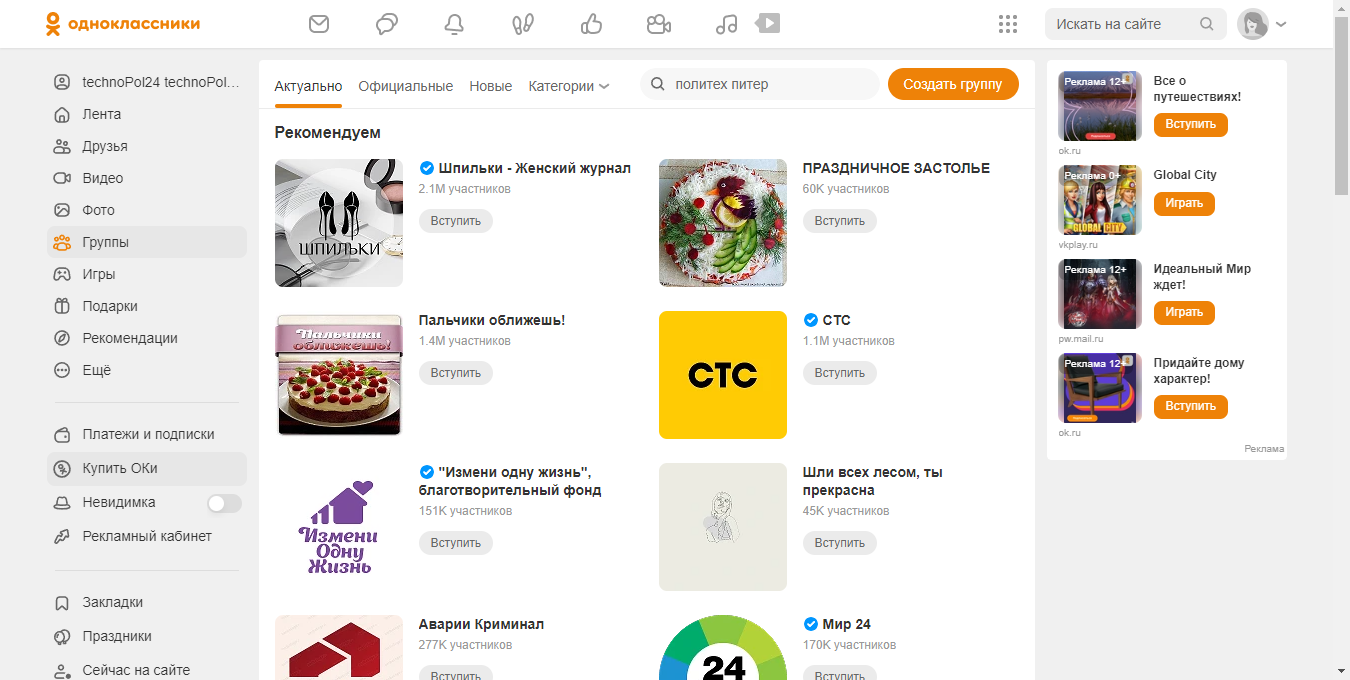 одноклассники
Искать на сайте
technoPol24 technoPol…
Лента
Друзья
Видео
Фото
Группы
Игры
Подарки
Рекомендации
Ещё
Платежи и подписки
Купить ОКи
Невидимка
Рекламный кабинет
Закладки
Праздники
Сейчас на сайте
Актуально
Официальные
Новые
Категории
политех питер
Создать группу
Рекомендуем
ШПИЛЬКИ
Шпильки - Женский журнал
2.1M участников
Вступить
ПРАЗДНИЧНОЕ ЗАСТОЛЬЕ
60K участников
Вступить
Пальчики
оближешь!
Пальчики оближешь!
1.4M участников
Вступить
СТС
СТС
1.1M участников
Вступить
Измени
Одну
Жизнь
"Измени одну жизнь",
благотворительный фонд
151K участников
Вступить
Шли всех лесом, ты
прекрасна
45K участников
Вступить
Аварии Криминал
277K участников
Вступить
24
Мир 24
170K участников
Вступить
Реклама 12+
Все о
путешествиях!
Вступить
ok.ru
Реклама 0+
GLOBAL CITY
Global City
Играть
vkplay.ru
Реклама 12+
Идеальный Мир
ждет!
Играть
pw.mail.ru
Реклама 12+
Придайте дому
характер!
Вступить
ok.ru
Реклама